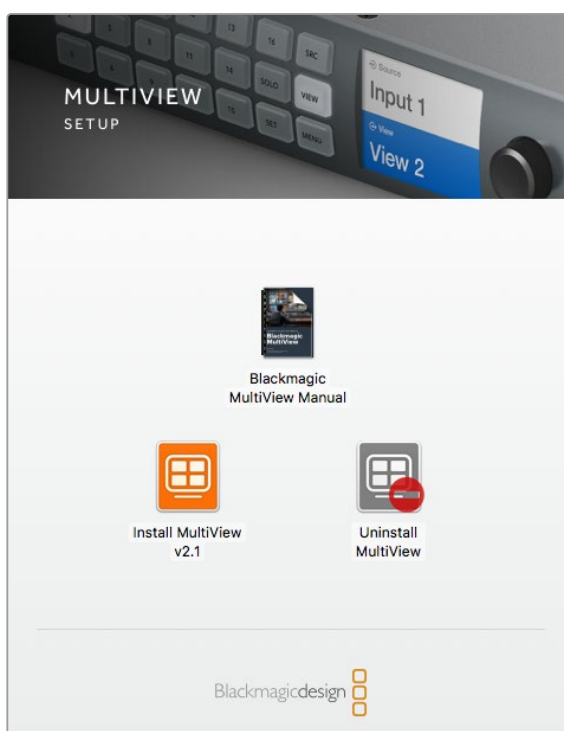 13
16
SRC
MULTIVIEW
SETUP
11
14
SOLO
VIEW
15
SET
MENU
Source
Input 1
View
View 2
Blackmagic
MultiView
Blackmagic
MultiView Manual
Install MultiView
v2.1
Uninstall
MultiView
Blackmagicdesign